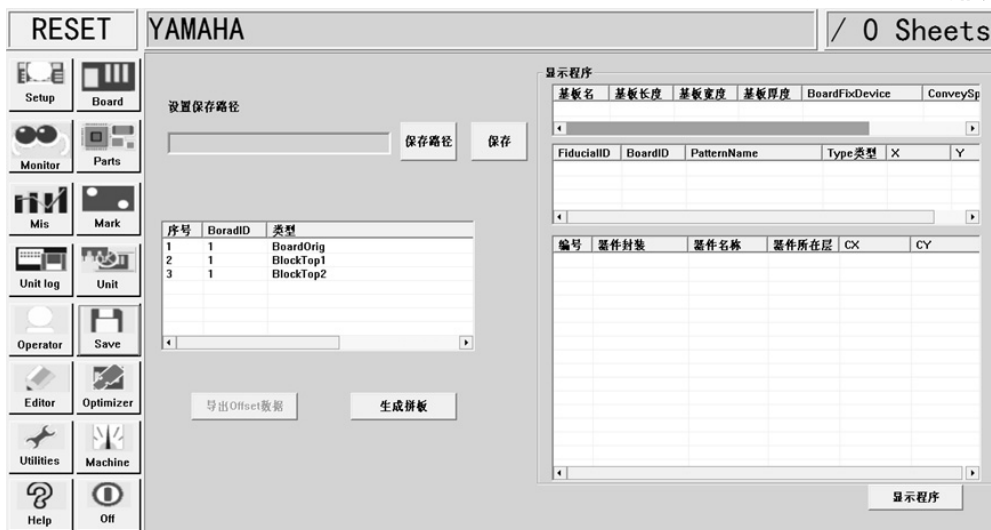 RESET
YAMAHA
/ 0 Sheets
Setup
Board
Monitor
Parts
Mis
Mark
Unit log
Unit
Operator
Save
Editor
Optimizer
Utilities
Machine
Help
Off
设置保存路径
保存路径
保存
序号 BoradID 类型
1 1 BoardOrig
2 1 BlockTop1
3 1 BlockTop2
导出Offset数据
生成拼板
显示程序
基板名 基板长度 基板宽度 基板厚度 BoardFixDevice ConveySp
FiducialID BoardID PatternName Type类型 X Y
编号 器件封装 器件名称 器件所在层 CX CY
显示程序